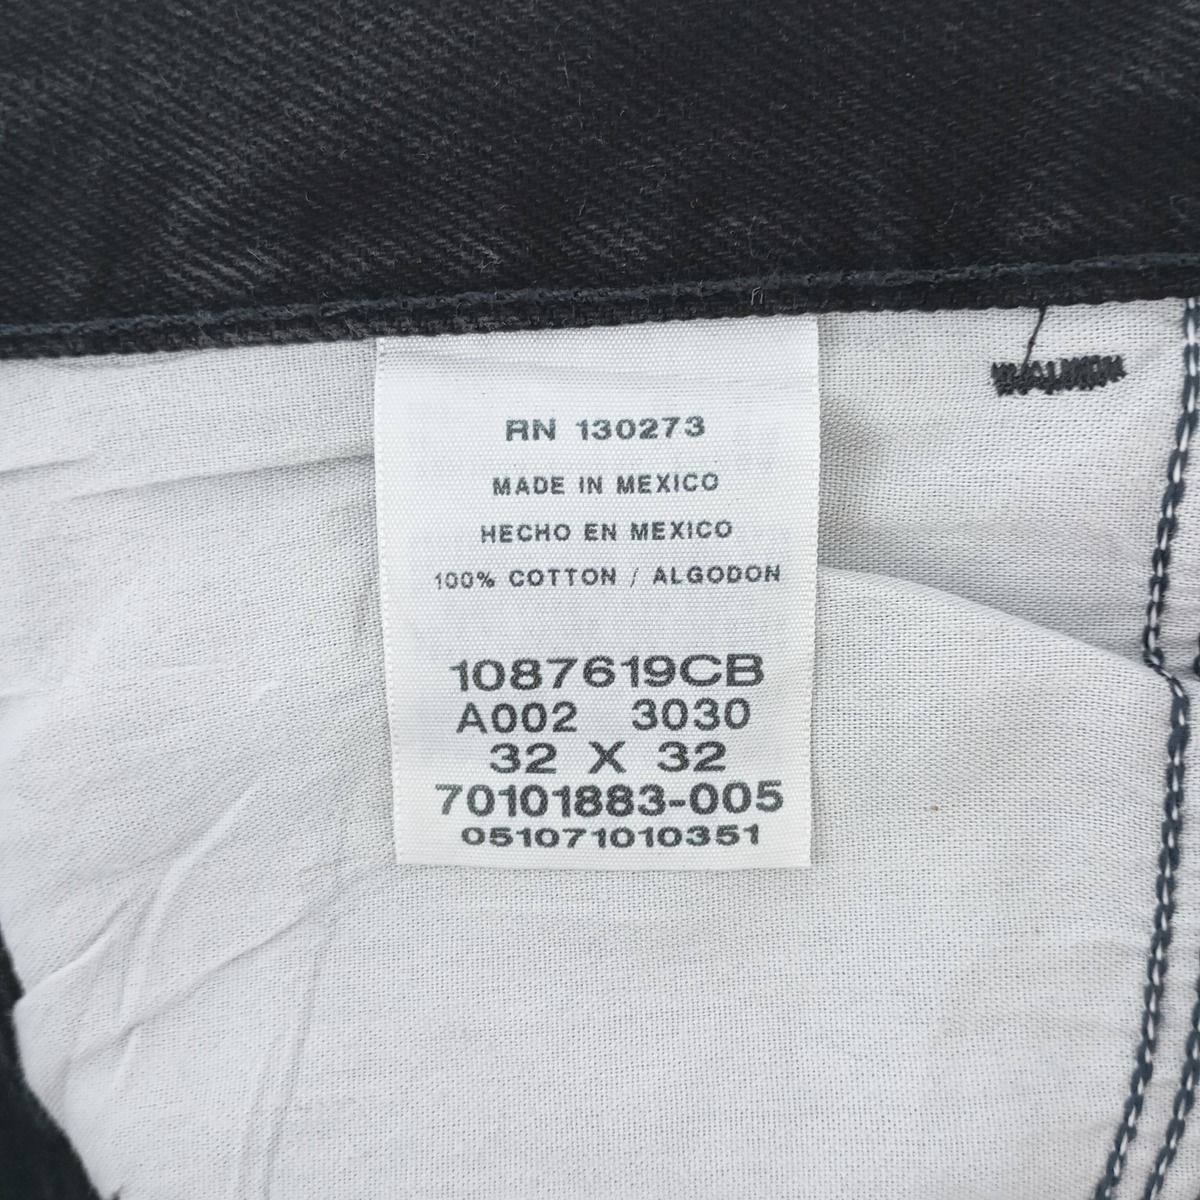 RN 130273
MADE IN MEXICO
HECHO EN MEXICO
100% COTTON / ALGODON
1087619CB
A002 3030
32 X 32
70101883-005
051071010351